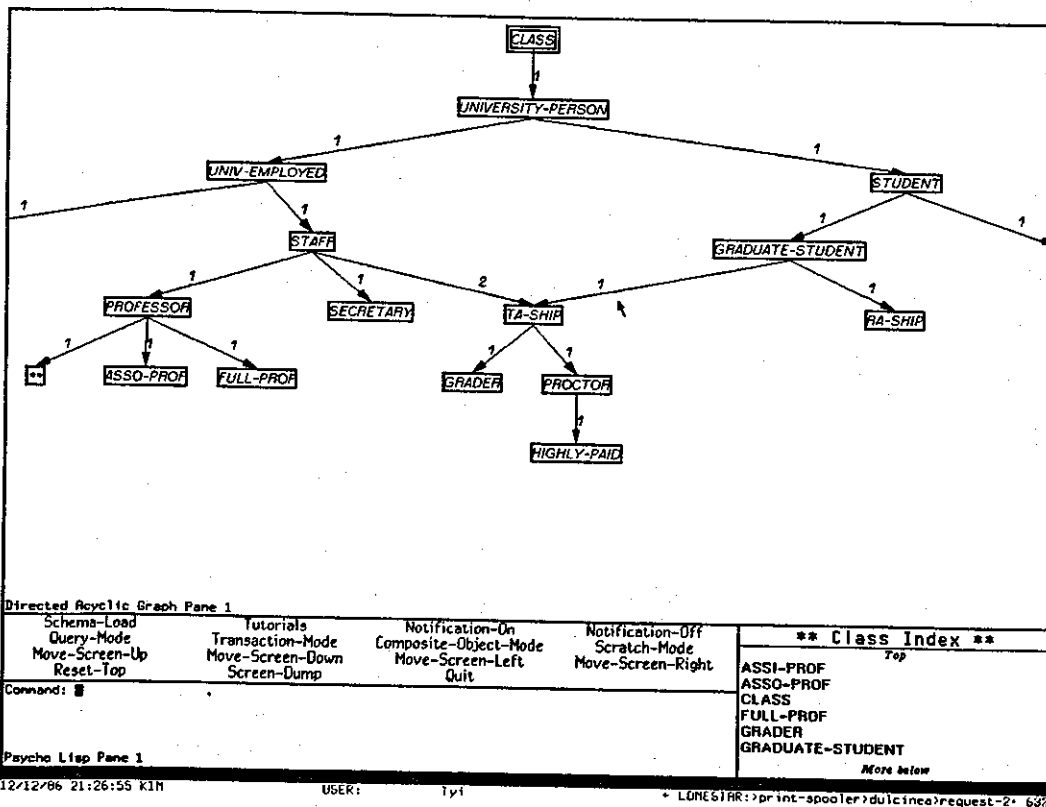 CLASS
1
UNIVERSITY-PERSON
1 1
UNIV-EMPLOYED STUDENT
1 1 1 1
STAFF GRADUATE-STUDENT
1 1 2 1 1
PROFESSOR SECRETARY TA-SHIP RA-SHIP
1 1 1 1 1
** ASSO-PROF FULL-PROF GRADER PROCTOR
1
HIGHLY-PAID
Directed Acyclic Graph Pane 1
Schema-Load Tutorials Notification-On Notification-Off
Query-Mode Transaction-Mode Composite-Object-Mode Scratch-Mode
Move-Screen-Up Move-Screen-Down Move-Screen-Left Move-Screen-Right
Reset-Top Screen-Dump Quit
Command:
Psycho Lisp Pane 1
** Class Index **
Top
ASSI-PROF
ASSO-PROF
CLASS
FULL-PROF
GRADER
GRADUATE-STUDENT
More below
12/12/86 21:26:55 KIM USER: Tyi + LONESTAR:>print-spooler>dulcinea>request-2.